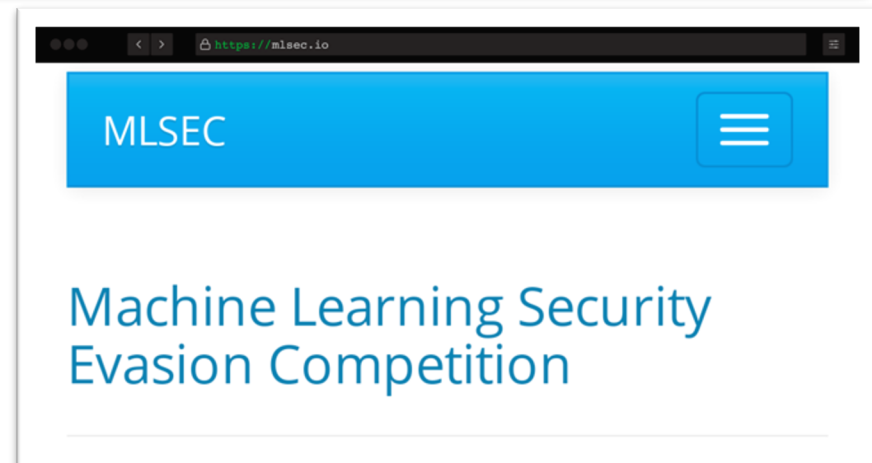 https://mlsec.io
MLSEC
Machine Learning Security
Evasion Competition